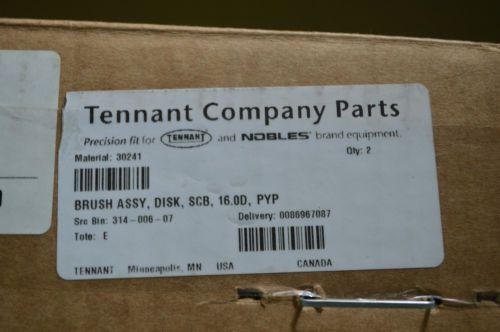 Tennant Company Parts
Precision fit for TENNANT and NOBLES brand equipment.
Material: 30241 Qty: 2
BRUSH ASSY, DISK, SCB, 16.0D, PYP
Src Bin: 314-006-07 Delivery: 0086967087
Tote: E
TENNANT Minneapolis, MN USA CANADA